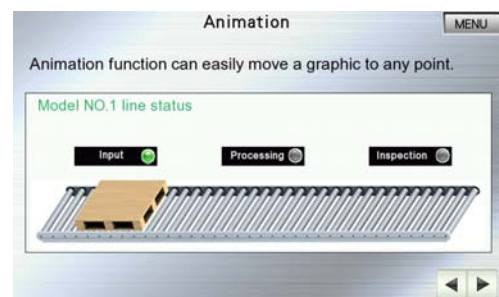 Animation
MENU
Animation function can easily move a graphic to any point.
Model NO.1 line status
Input
Processing
Inspection